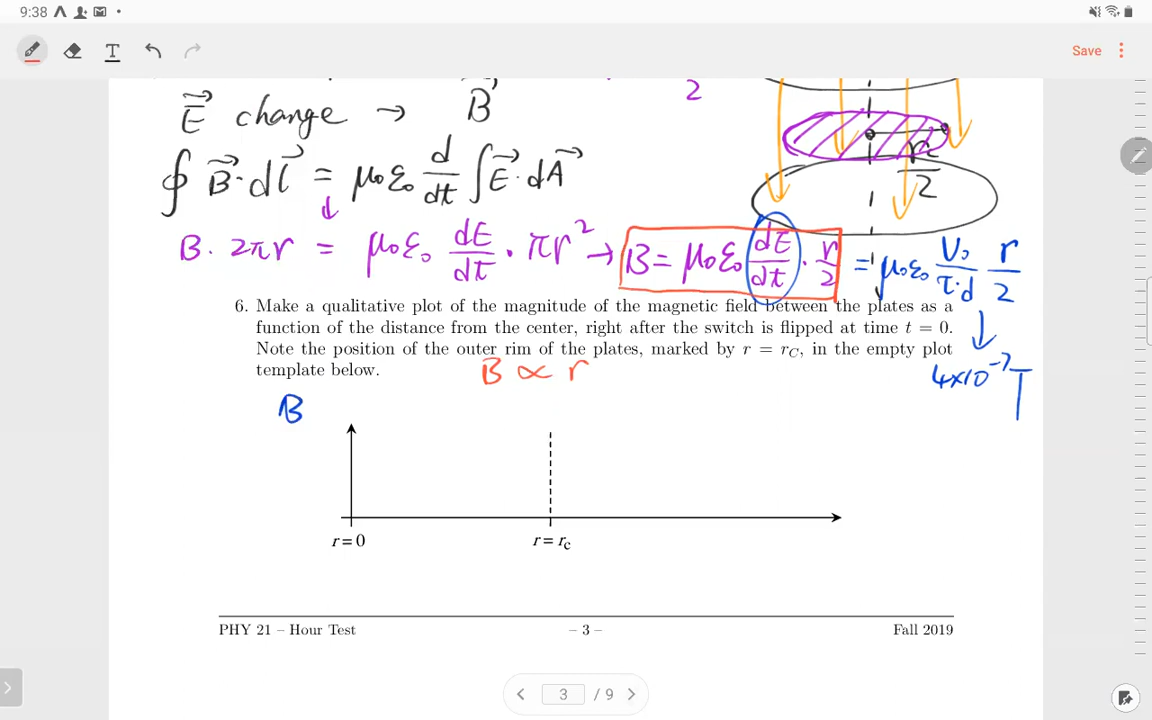 9:38
Save
2
E⃗ change → B⃗
r/2
∮ B⃗·dl⃗ = μ₀ε₀ d/dt ∫E⃗·dA⃗
B· 2πr = μ₀ε₀ dE/dt · πr² → B = μ₀ε₀ dE/dt · r/2 = μ₀ε₀ V₀/τ·d r/2
6. Make a qualitative plot of the magnitude of the magnetic field between the plates as a
function of the distance from the center, right after the switch is flipped at time t = 0.
Note the position of the outer rim of the plates, marked by r = r_C, in the empty plot
template below.
B ∝ r
4×10⁻⁷ T
B
r = 0
r = r_c
PHY 21 – Hour Test
– 3 –
Fall 2019
3 / 9